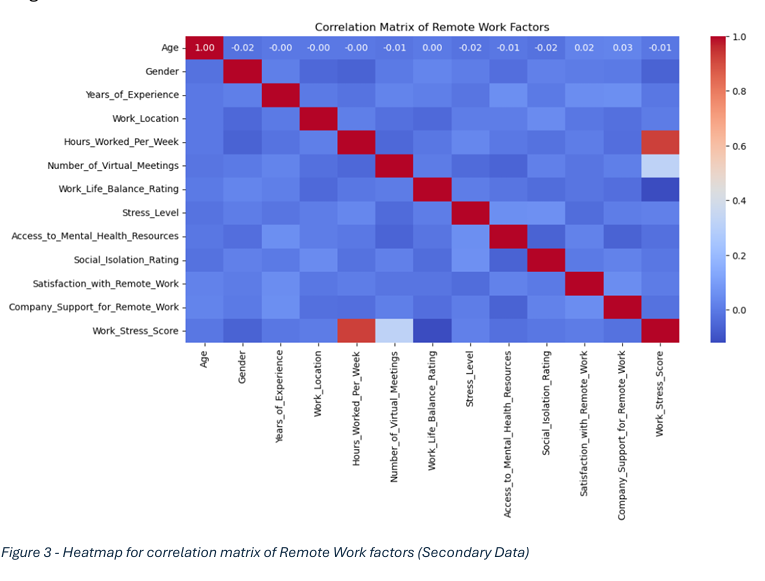 Correlation Matrix of Remote Work Factors
Age 1.00 -0.02 -0.00 -0.00 -0.00 -0.01 0.00 -0.02 -0.01 -0.02 0.02 0.03 -0.01
Gender
Years_of_Experience
Work_Location
Hours_Worked_Per_Week
Number_of_Virtual_Meetings
Work_Life_Balance_Rating
Stress_Level
Access_to_Mental_Health_Resources
Social_Isolation_Rating
Satisfaction_with_Remote_Work
Company_Support_for_Remote_Work
Work_Stress_Score
Age
Gender
Years_of_Experience
Work_Location
Hours_Worked_Per_Week
Number_of_Virtual_Meetings
Work_Life_Balance_Rating
Stress_Level
Access_to_Mental_Health_Resources
Social_Isolation_Rating
Satisfaction_with_Remote_Work
Company_Support_for_Remote_Work
Work_Stress_Score
1.0
0.8
0.6
0.4
0.2
0.0
Figure 3 - Heatmap for correlation matrix of Remote Work factors (Secondary Data)